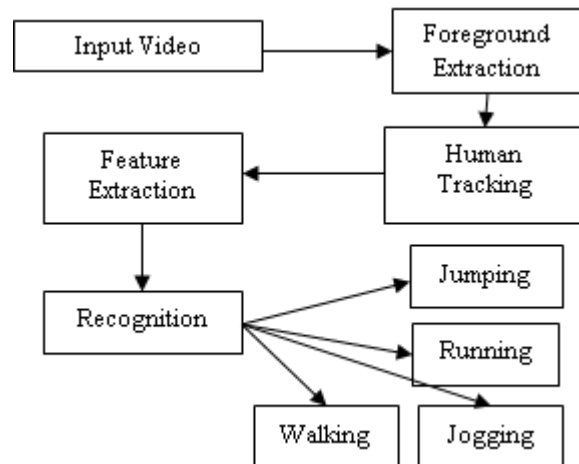 Input Video
Foreground
Extraction
Human
Tracking
Feature
Extraction
Recognition
Jumping
Running
Walking
Jogging